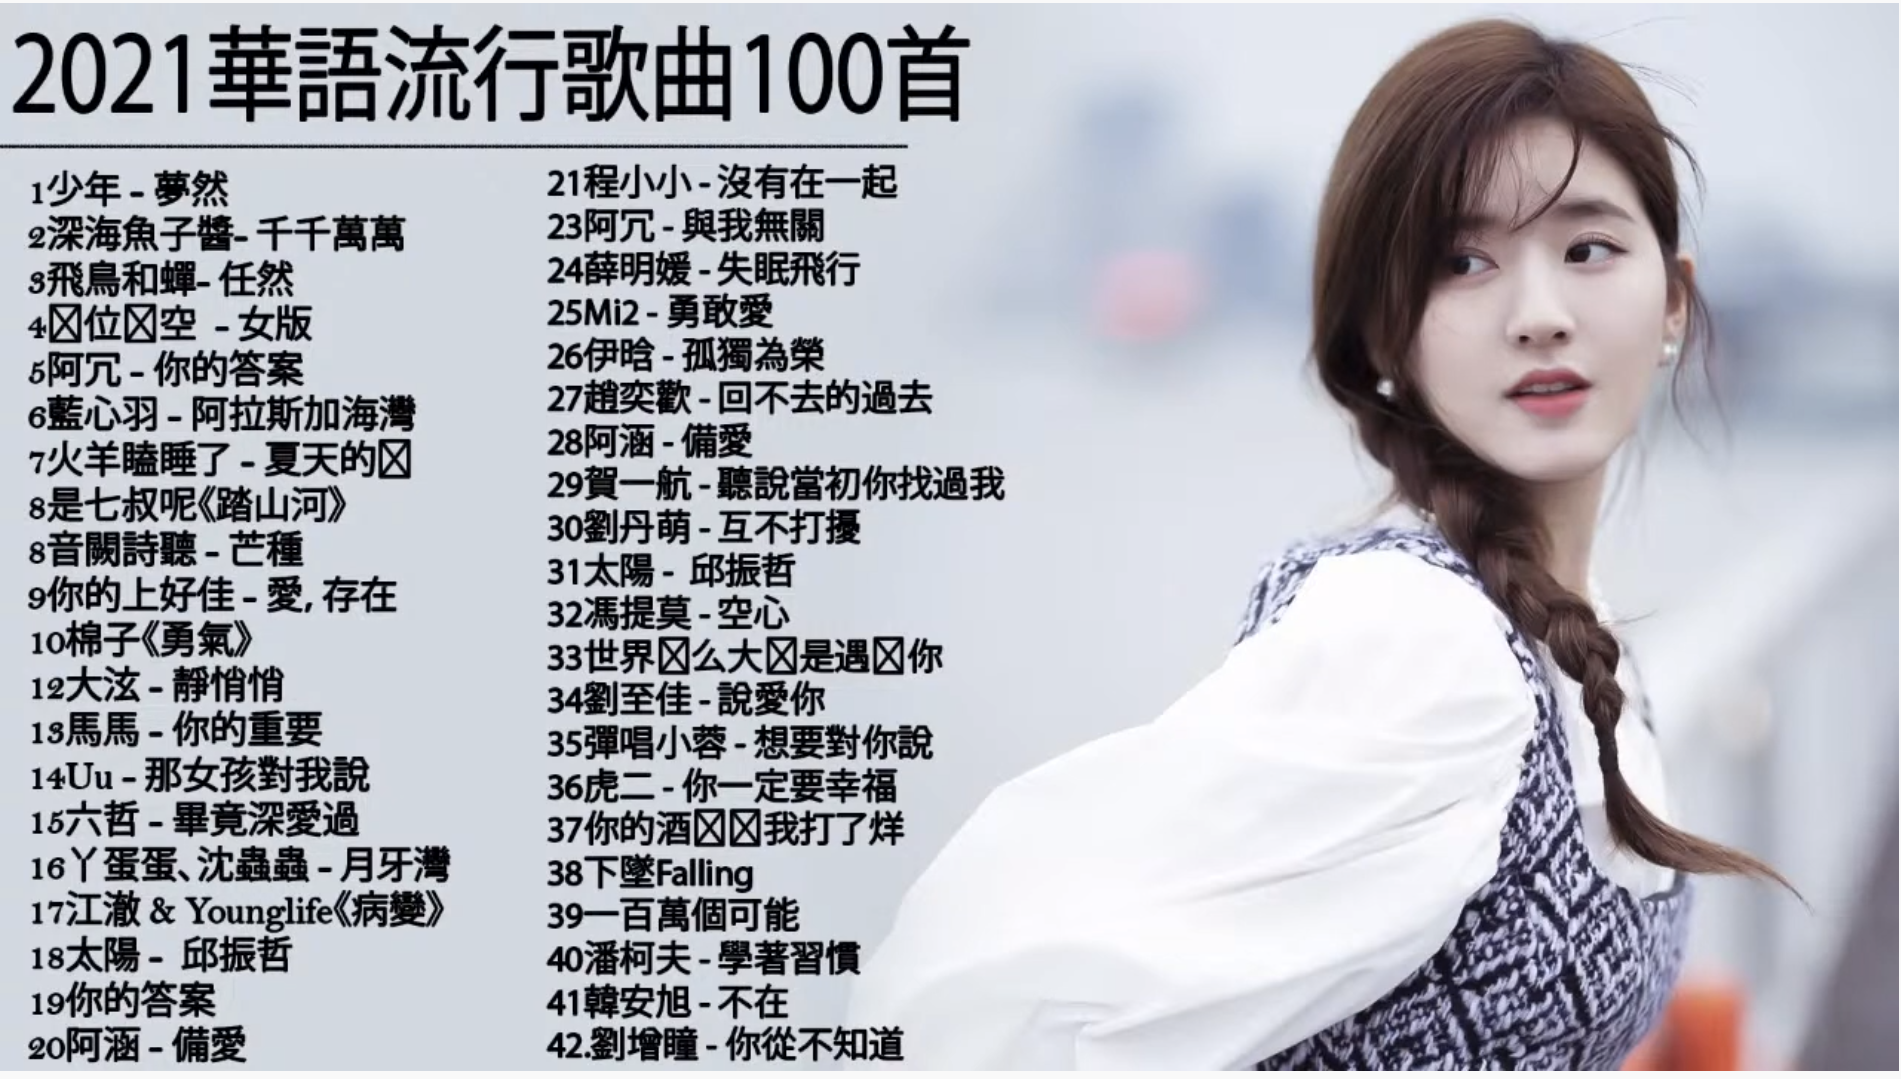 2021華語流行歌曲100首
1少年 - 夢然
2深海魚子醬- 千千萬萬
3飛鳥和蟬- 任然
4☒位☒空 - 女版
5阿冗 - 你的答案
6藍心羽 - 阿拉斯加海灣
7火羊瞌睡了 - 夏天的☒
8是七叔呢《踏山河》
8音闕詩聽 - 芒種
9你的上好佳 - 愛, 存在
10棉子《勇氣》
12大泫 - 靜悄悄
13馬馬 - 你的重要
14Uu - 那女孩對我說
15六哲 - 畢竟深愛過
16丫蛋蛋、沈蟲蟲 - 月牙灣
17江澈 & Younglife《病變》
18太陽 - 邱振哲
19你的答案
20阿涵 - 備愛
21程小小 - 沒有在一起
23阿冗 - 與我無關
24薛明媛 - 失眠飛行
25Mi2 - 勇敢愛
26伊晗 - 孤獨為榮
27趙奕歡 - 回不去的過去
28阿涵 - 備愛
29賀一航 - 聽說當初你找過我
30劉丹萌 - 互不打擾
31太陽 - 邱振哲
32馮提莫 - 空心
33世界☒么大☒是遇☒你
34劉至佳 - 說愛你
35彈唱小蓉 - 想要對你說
36虎二 - 你一定要幸福
37你的酒☒☒我打了烊
38下墜Falling
39一百萬個可能
40潘柯夫 - 學著習慣
41韓安旭 - 不在
42.劉增瞳 - 你從不知道